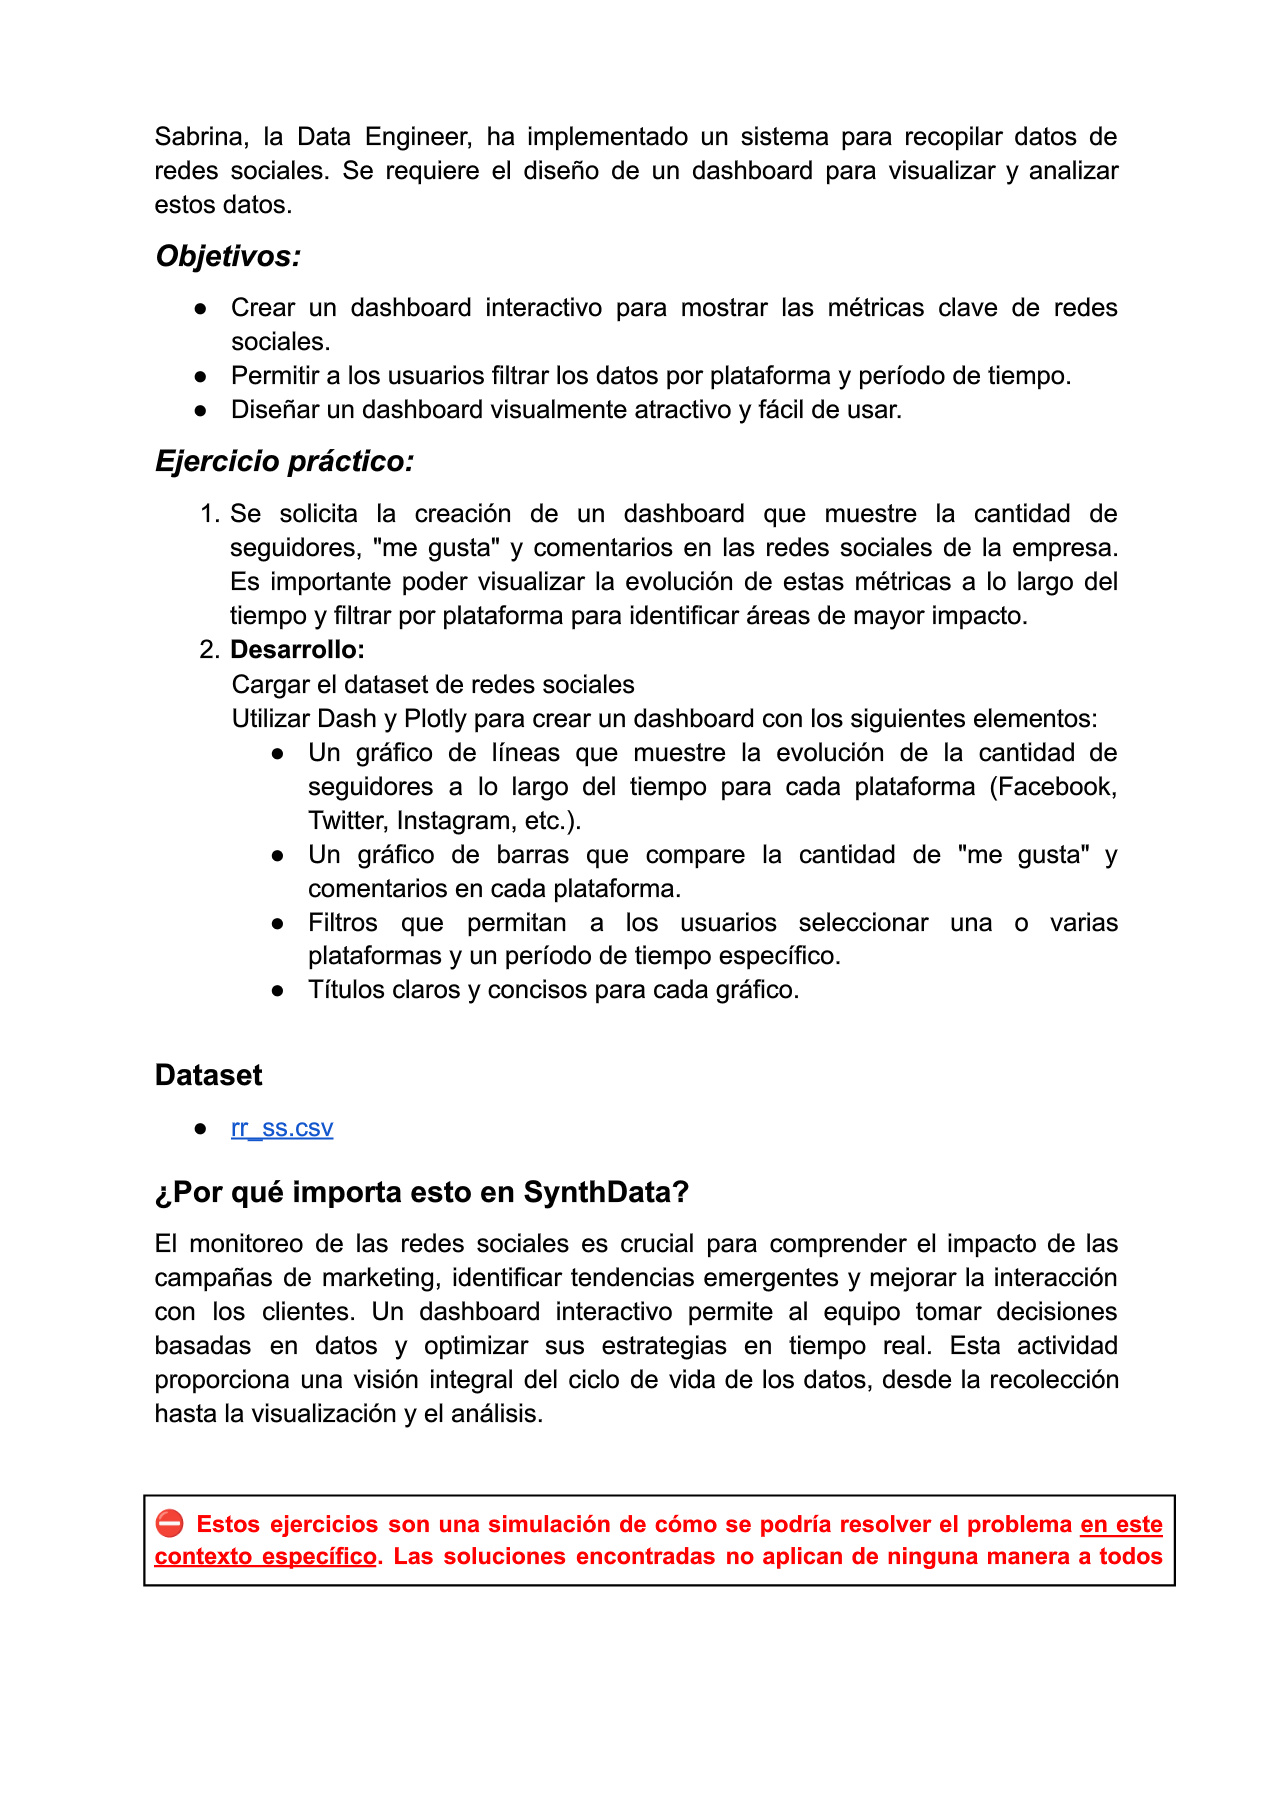 Sabrina, la Data Engineer, ha implementado un sistema para recopilar datos de
redes sociales. Se requiere el diseño de un dashboard para visualizar y analizar
estos datos.
Objetivos:
● Crear un dashboard interactivo para mostrar las métricas clave de redes
sociales.
● Permitir a los usuarios filtrar los datos por plataforma y período de tiempo.
● Diseñar un dashboard visualmente atractivo y fácil de usar.
Ejercicio práctico:
1. Se solicita la creación de un dashboard que muestre la cantidad de
seguidores, "me gusta" y comentarios en las redes sociales de la empresa.
Es importante poder visualizar la evolución de estas métricas a lo largo del
tiempo y filtrar por plataforma para identificar áreas de mayor impacto.
2. Desarrollo:
Cargar el dataset de redes sociales
Utilizar Dash y Plotly para crear un dashboard con los siguientes elementos:
● Un gráfico de líneas que muestre la evolución de la cantidad de
seguidores a lo largo del tiempo para cada plataforma (Facebook,
Twitter, Instagram, etc.).
● Un gráfico de barras que compare la cantidad de "me gusta" y
comentarios en cada plataforma.
● Filtros que permitan a los usuarios seleccionar una o varias
plataformas y un período de tiempo específico.
● Títulos claros y concisos para cada gráfico.
Dataset
● rr_ss.csv
¿Por qué importa esto en SynthData?
El monitoreo de las redes sociales es crucial para comprender el impacto de las
campañas de marketing, identificar tendencias emergentes y mejorar la interacción
con los clientes. Un dashboard interactivo permite al equipo tomar decisiones
basadas en datos y optimizar sus estrategias en tiempo real. Esta actividad
proporciona una visión integral del ciclo de vida de los datos, desde la recolección
hasta la visualización y el análisis.
⛔ Estos ejercicios son una simulación de cómo se podría resolver el problema en este
contexto específico. Las soluciones encontradas no aplican de ninguna manera a todos